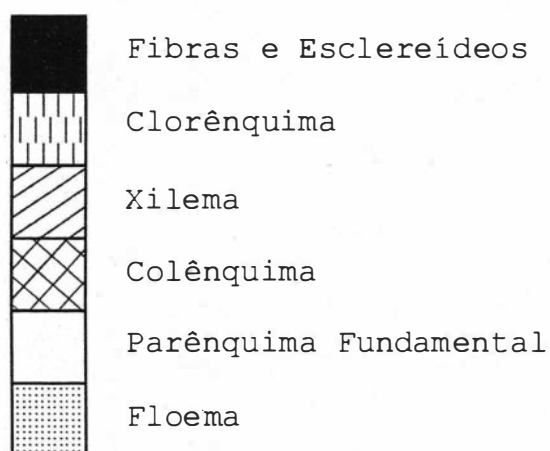 Fibras e Esclereídeos
Clorênquima
Xilema
Colênquima
Parênquima Fundamental
Floema